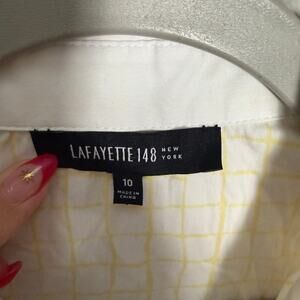 LAFAYETTE 148 NEW YORK
10
MADE IN
CHINA